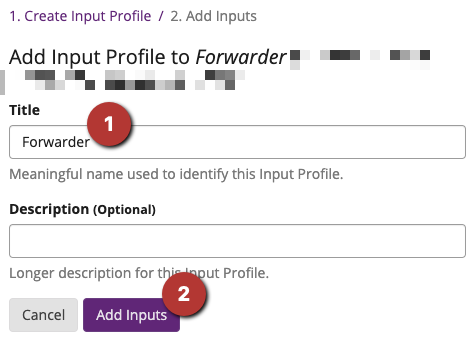 1. Create Input Profile / 2. Add Inputs
Add Input Profile to Forwarder
Title
1
Forwarder
Meaningful name used to identify this Input Profile.
Description (Optional)
Longer description for this Input Profile.
2
Cancel
Add Inputs